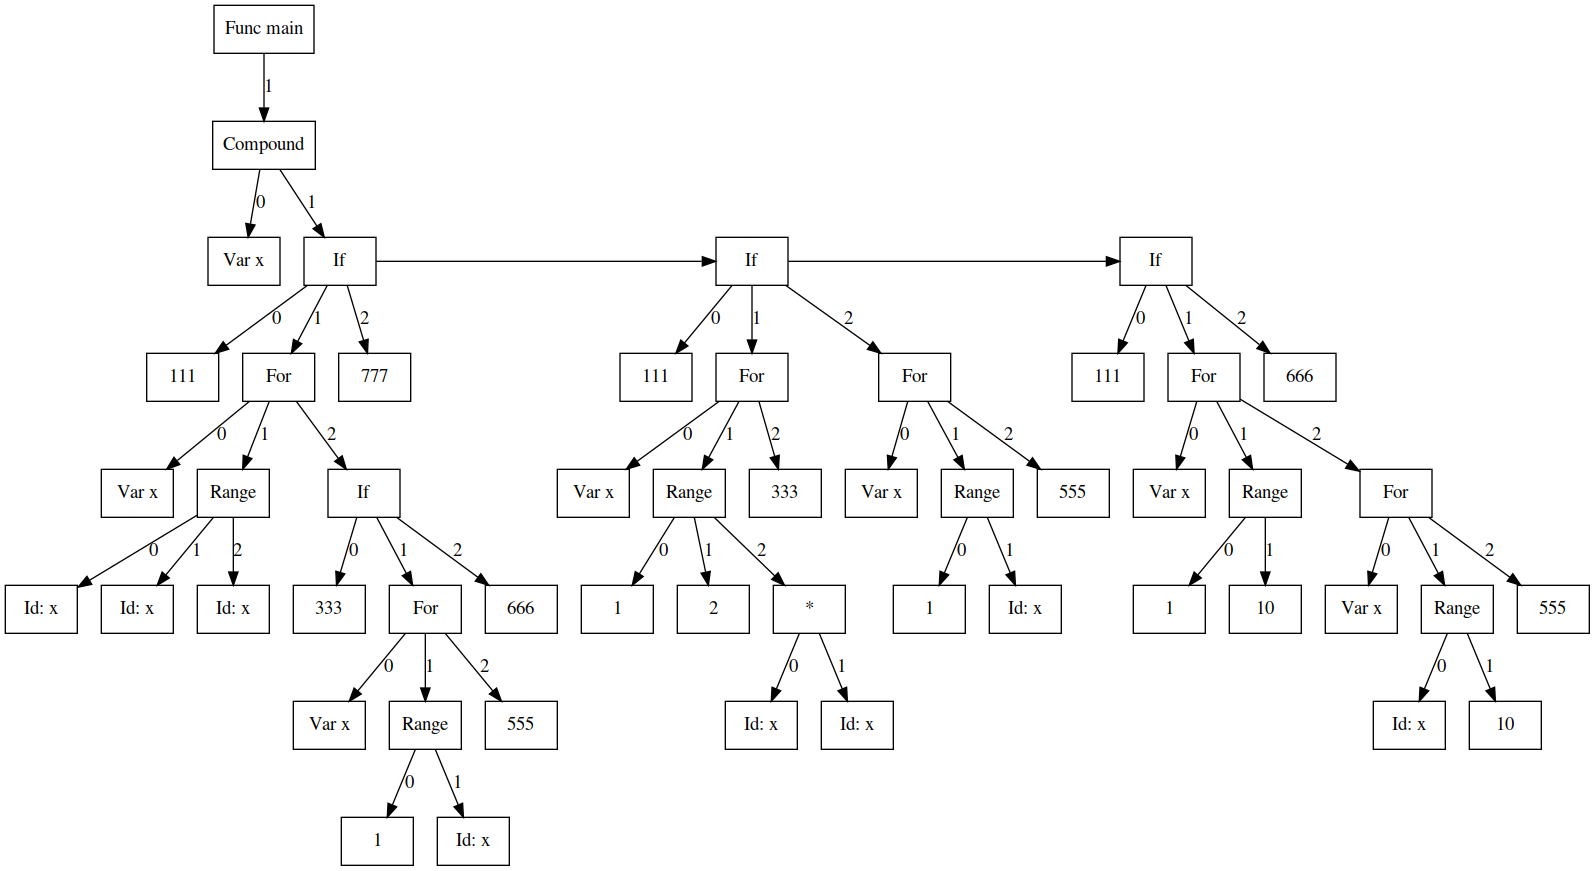 Func main
1
Compound
0 1
Var x If If If
0 1 2 0 1 2 0 1 2
111 For 777 111 For For 111 For 666
0 1 2 0 1 2 0 1 2 0 1 2
Var x Range If Var x Range 333 Var x Range 555 Var x Range For
0 1 2 0 1 2 0 1 2 0 1 0 1 0 1 2
Id: x Id: x Id: x 333 For 666 1 2 * 1 Id: x 1 10 Var x Range 555
0 1 2 0 1 0 1
Var x Range 555 Id: x Id: x Id: x 10
0 1
1 Id: x